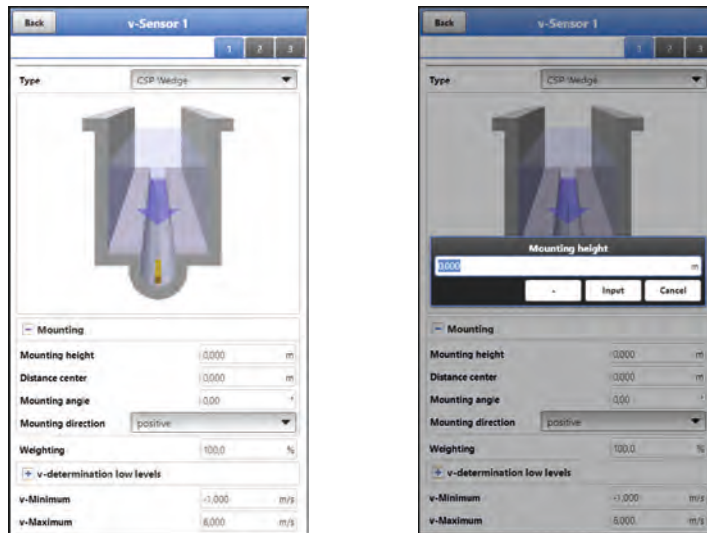 Back v-Sensor 1
1 2 3
Type CSP Wedge
− Mounting
Mounting height 0,000 m
Distance center 0,000 m
Mounting angle 0,00 °
Mounting direction positive
Weighting 100,0 %
+ v-determination low levels
v-Minimum -1,000 m/s
v-Maximum 6,000 m/s
Back v-Sensor 1
1 2 3
Type CSP Wedge
Mounting height
0,000 m
- Input Cancel
− Mounting
Mounting height 0,000 m
Distance center 0,000 m
Mounting angle 0,00 °
Mounting direction positive
Weighting 100,0 %
+ v-determination low levels
v-Minimum -1,000 m/s
v-Maximum 6,000 m/s